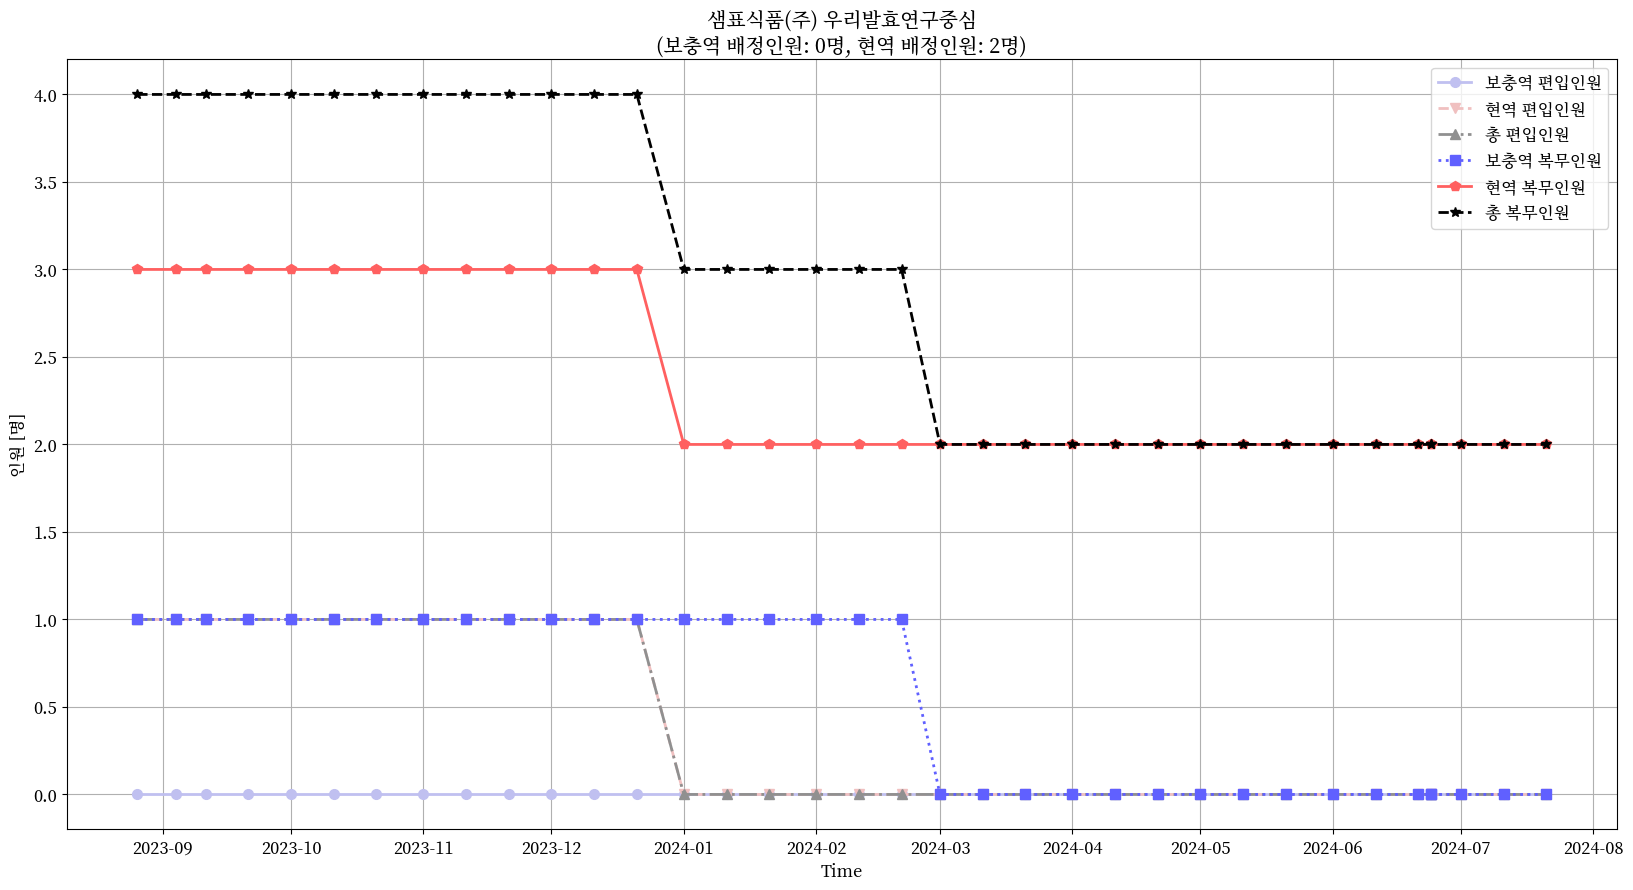 샘표식품(주) 우리발효연구중심
(보충역 배정인원: 0명, 현역 배정인원: 2명)
보충역 편입인원
현역 편입인원
총 편입인원
보충역 복무인원
현역 복무인원
총 복무인원
4.0
3.5
3.0
2.5
2.0
1.5
1.0
0.5
0.0
인원 [명]
2023-09 2023-10 2023-11 2023-12 2024-01 2024-02 2024-03 2024-04 2024-05 2024-06 2024-07 2024-08
Time